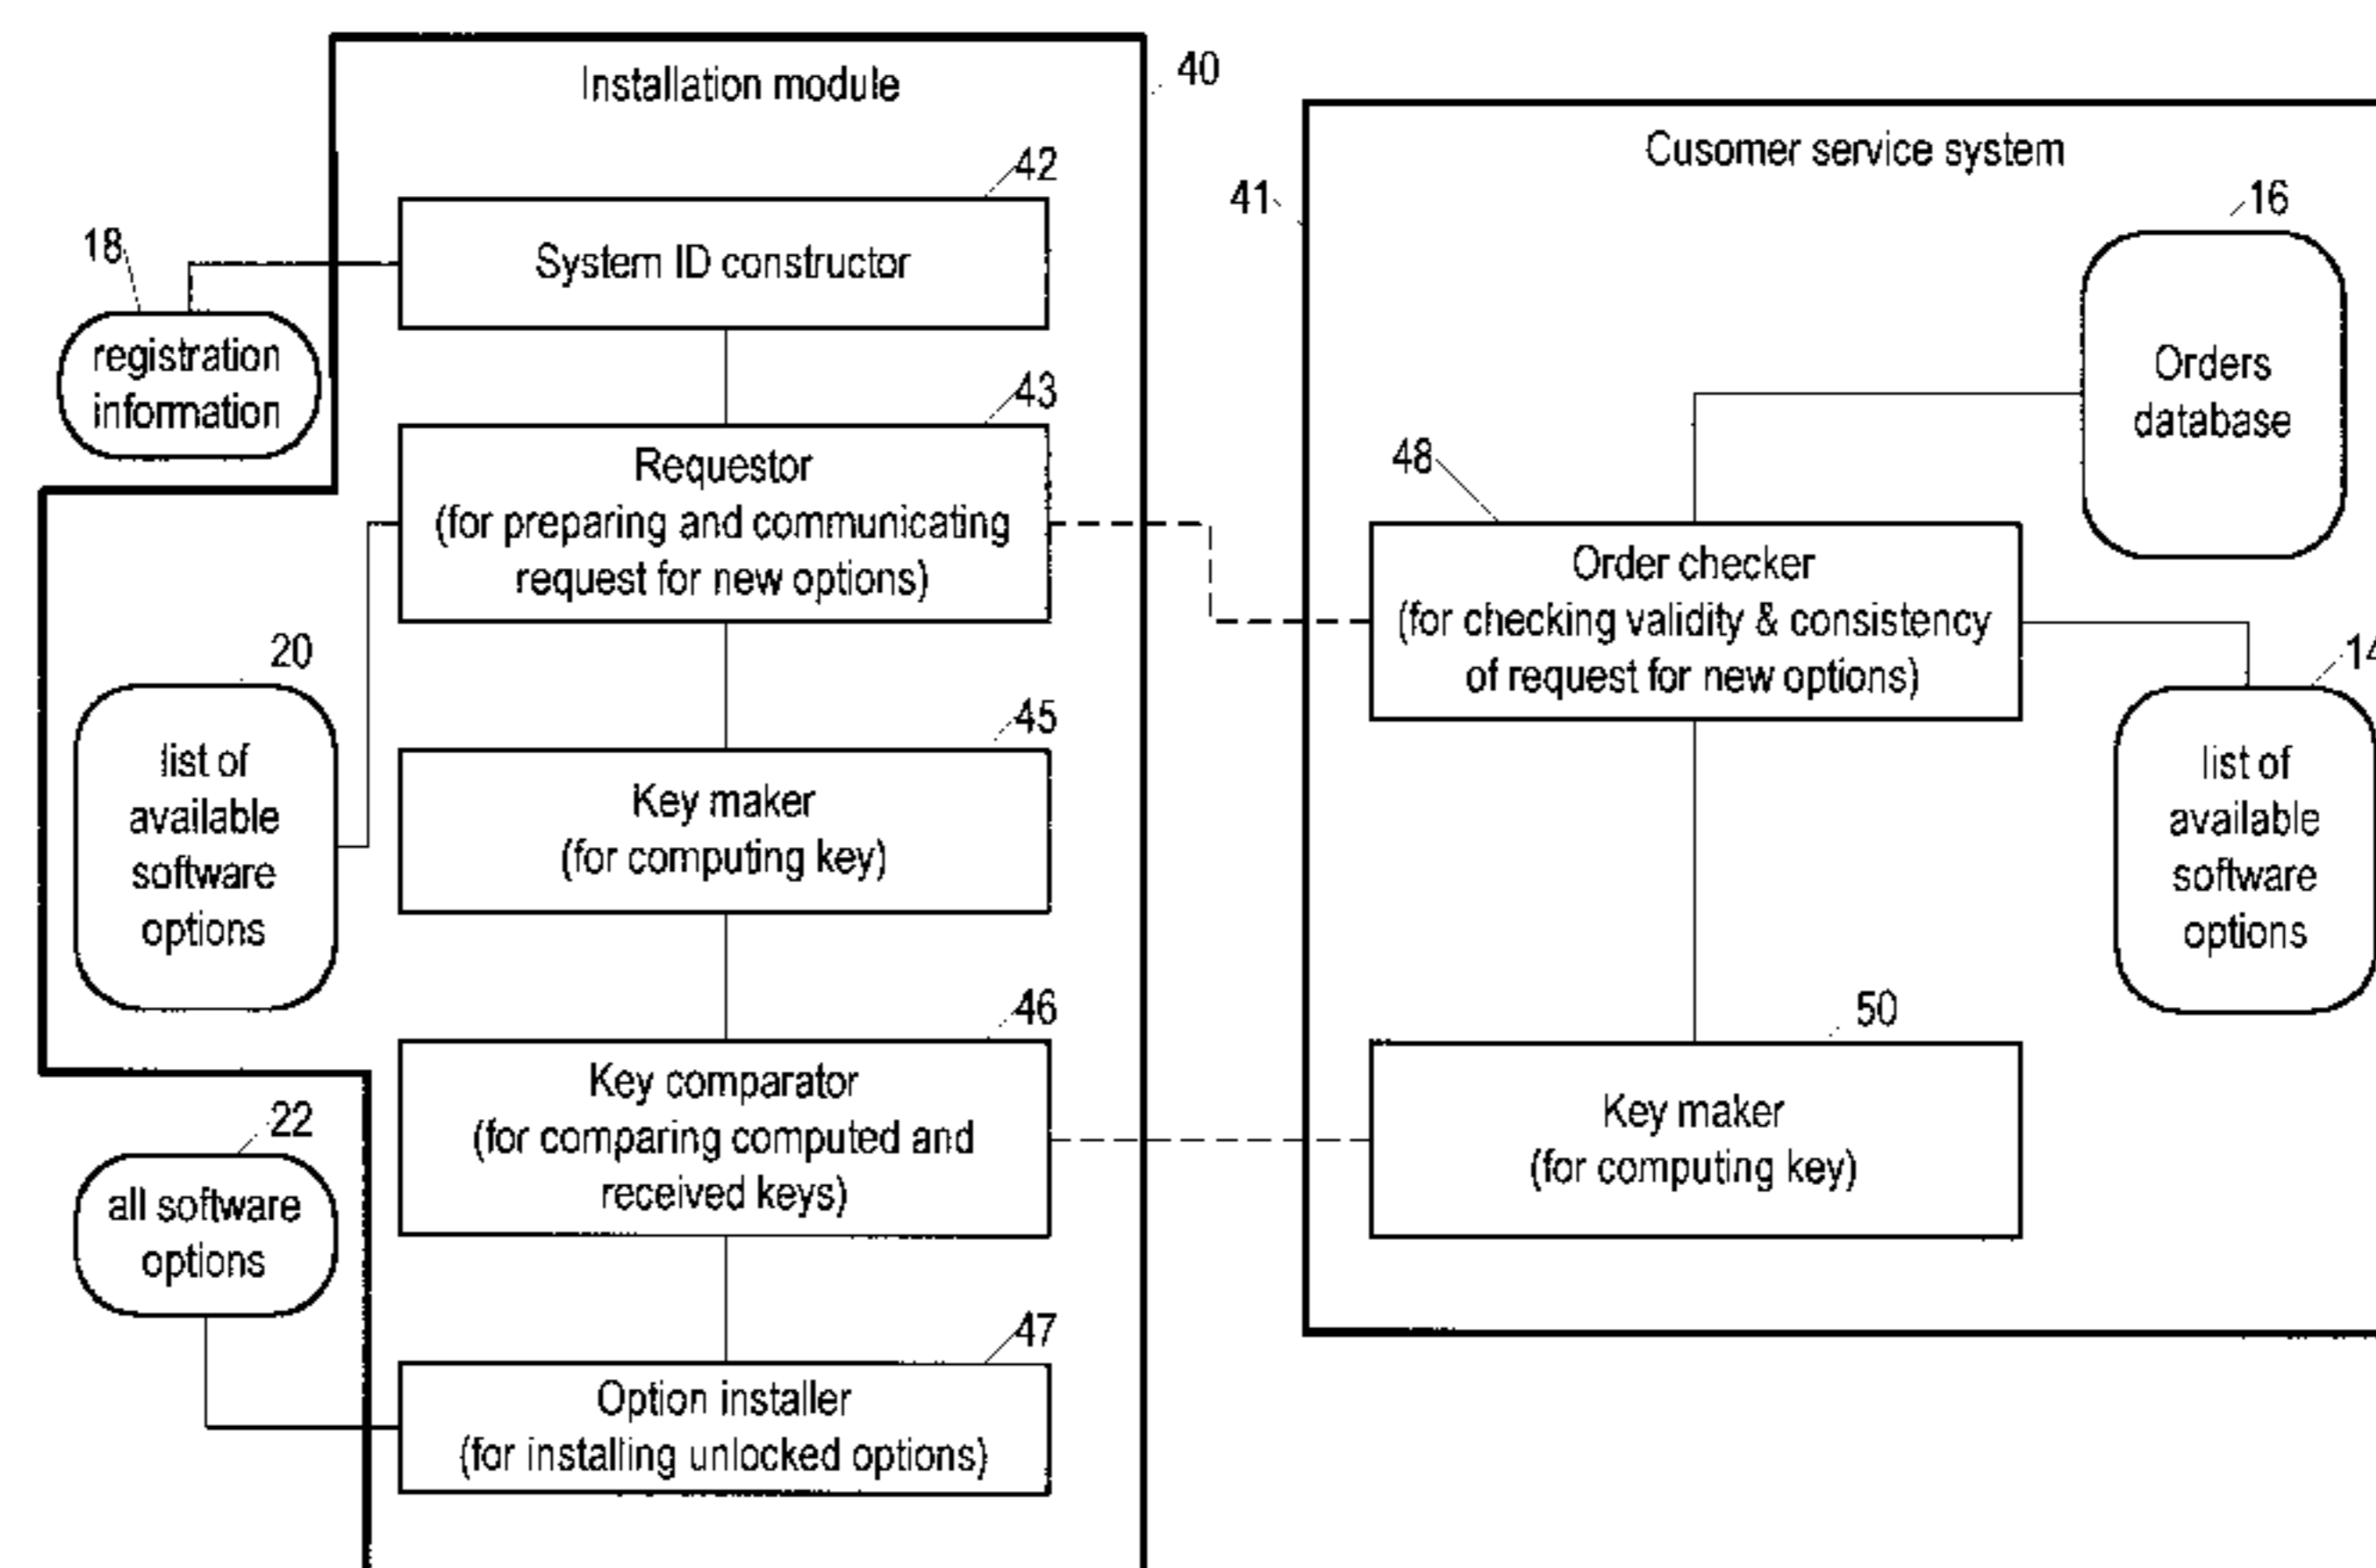 Installation module
40
42
System ID constructor
18
registration
information
43
Requestor
(for preparing and communicating
request for new options)
20
list of
available
software
options
45
Key maker
(for computing key)
46
Key comparator
(for comparing computed and
received keys)
22
all software
options
47
Option installer
(for installing unlocked options)
Cusomer service system
41
16
Orders
database
48
Order checker
(for checking validity & consistency
of request for new options)
14
list of
available
software
options
50
Key maker
(for computing key)